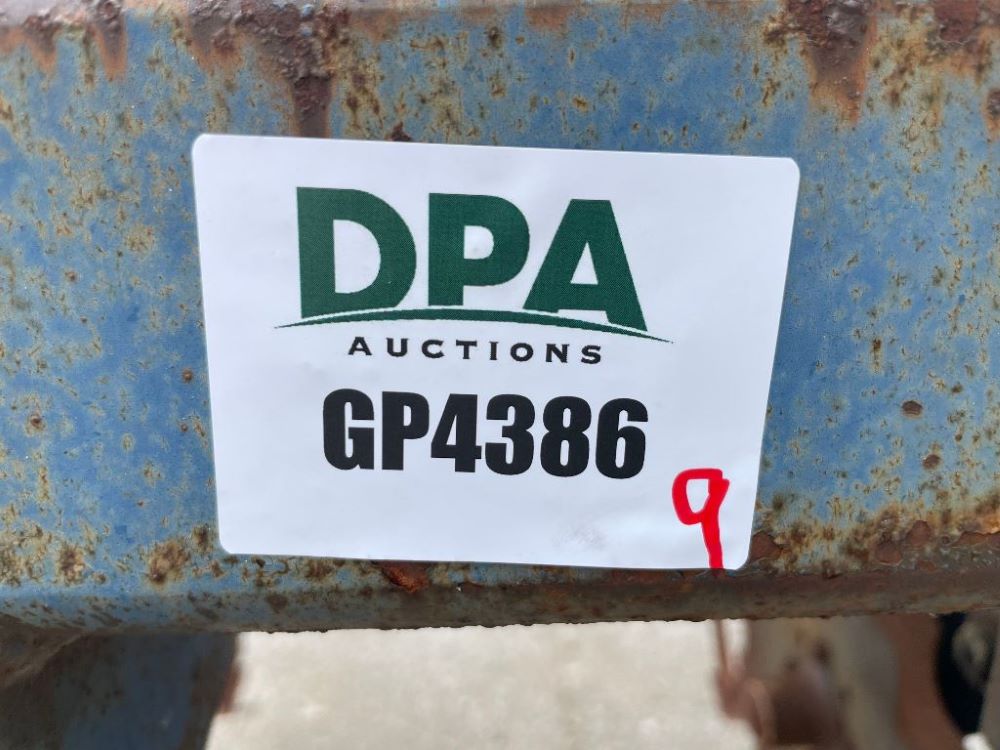 DPA
AUCTIONS
GP4386
9